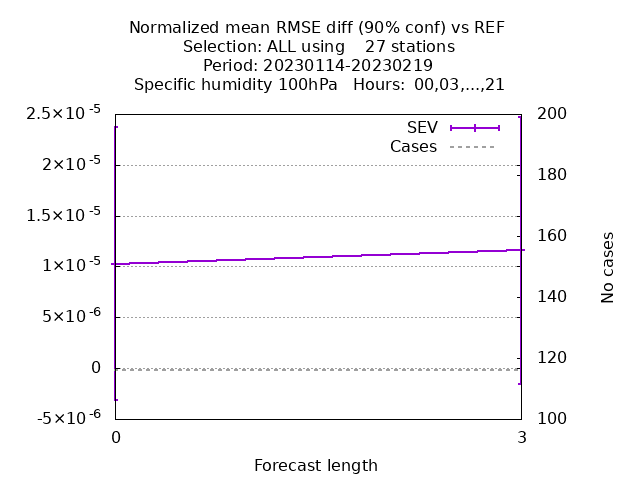 Normalized mean RMSE diff (90% conf) vs REF
Selection: ALL using    27 stations
Period: 20230114-20230219
Specific humidity 100hPa   Hours: 00,03,...,21
2.5×10⁻⁵
2×10⁻⁵
1.5×10⁻⁵
1×10⁻⁵
5×10⁻⁶
0
-5×10⁻⁶
SEV
Cases
200
180
160
140
120
100
No cases
0 3
Forecast length